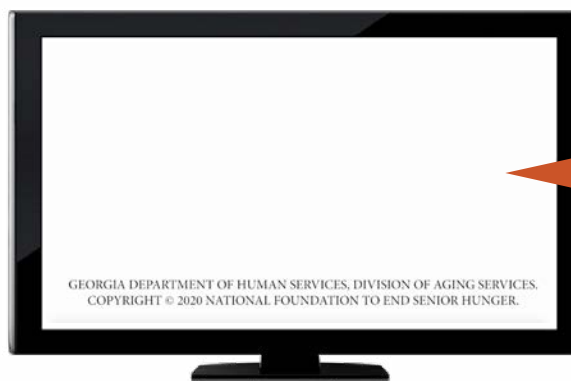 GEORGIA DEPARTMENT OF HUMAN SERVICES, DIVISION OF AGING SERVICES.
COPYRIGHT © 2020 NATIONAL FOUNDATION TO END SENIOR HUNGER.